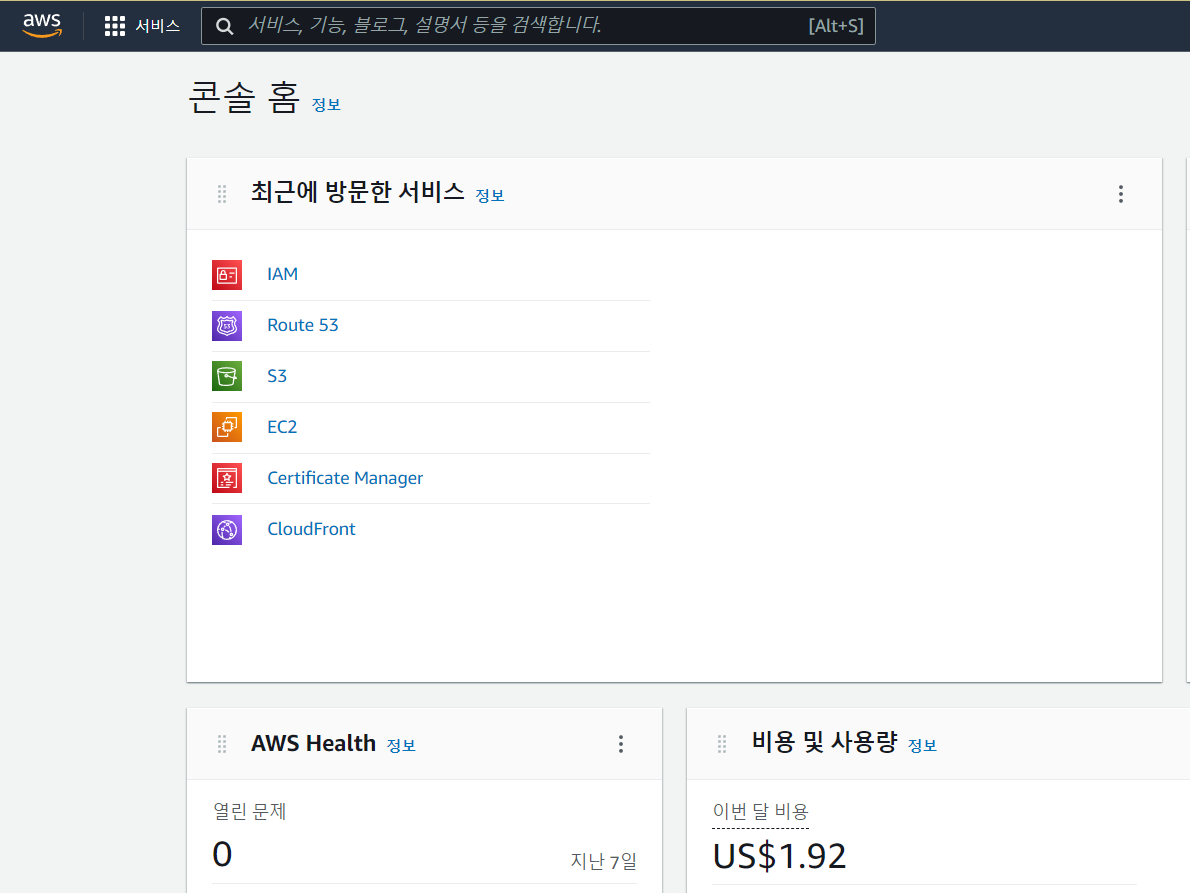 aws 서비스 서비스, 기능, 블로그, 설명서 등을 검색합니다. [Alt+S]
콘솔 홈 정보
최근에 방문한 서비스 정보
IAM
Route 53
S3
EC2
Certificate Manager
CloudFront
AWS Health 정보
열린 문제
0 지난 7일
비용 및 사용량 정보
이번 달 비용
US$1.92